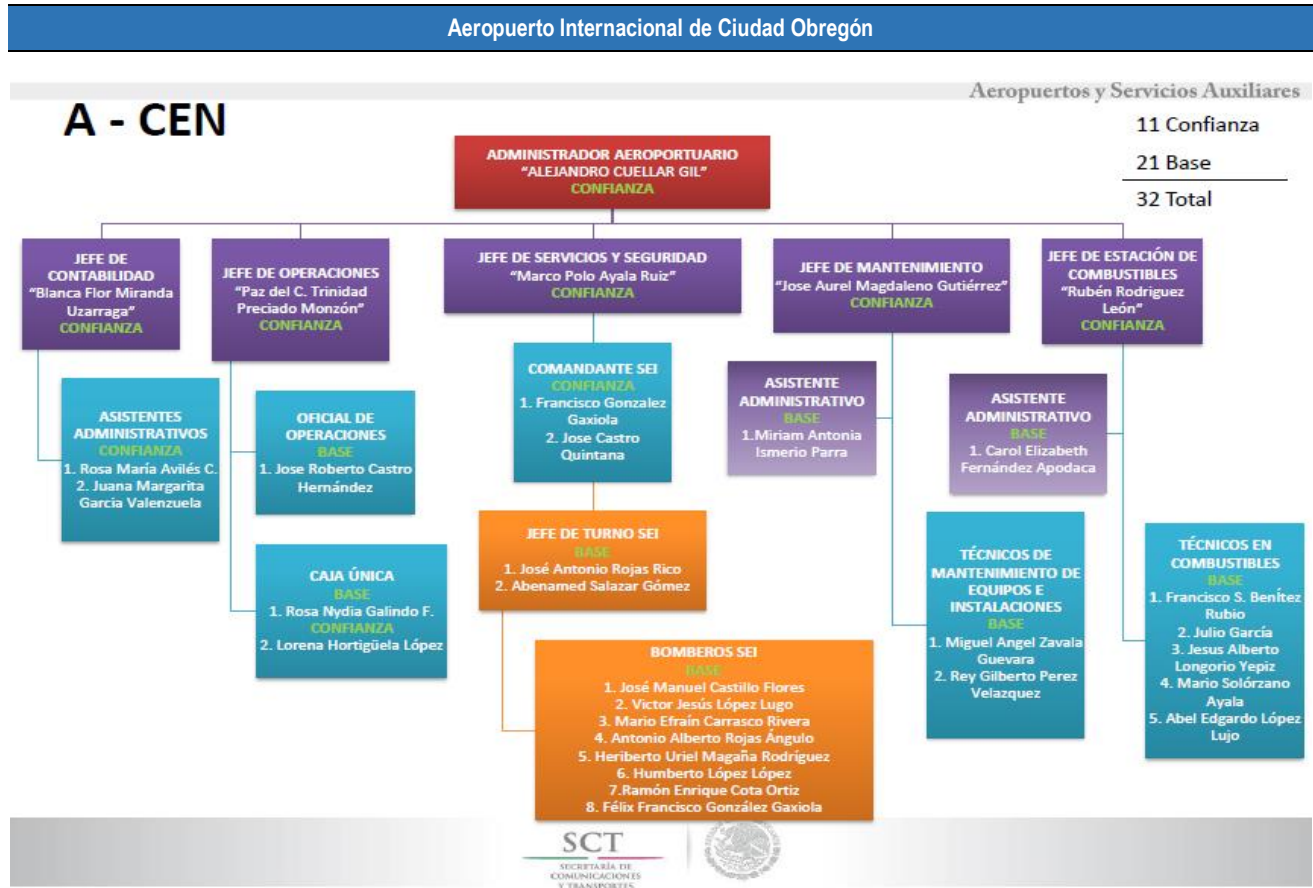 Aeropuerto Internacional de Ciudad Obregón
Aeropuertos y Servicios Auxiliares
A - CEN
11 Confianza
21 Base
32 Total
ADMINISTRADOR AEROPORTUARIO
"ALEJANDRO CUELLAR GIL"
CONFIANZA
JEFE DE
CONTABILIDAD
"Blanca Flor Miranda
Uzarraga"
CONFIANZA
JEFE DE OPERACIONES
"Paz del C. Trinidad
Preciado Monzón"
CONFIANZA
JEFE DE SERVICIOS Y SEGURIDAD
"Marco Polo Ayala Ruiz"
CONFIANZA
JEFE DE MANTENIMIENTO
"Jose Aurel Magdaleno Gutiérrez"
CONFIANZA
JEFE DE ESTACIÓN DE
COMBUSTIBLES
"Rubén Rodriguez
León"
CONFIANZA
ASISTENTES
ADMINISTRATIVOS
CONFIANZA
1. Rosa María Avilés C.
2. Juana Margarita
Garcia Valenzuela
OFICIAL DE
OPERACIONES
BASE
1. Jose Roberto Castro
Hernández
CAJA ÚNICA
BASE
1. Rosa Nydia Galindo F.
CONFIANZA
2. Lorena Hortigüela López
COMANDANTE SEI
CONFIANZA
1. Francisco Gonzalez
Gaxiola
2. Jose Castro
Quintana
JEFE DE TURNO SEI
BASE
1. José Antonio Rojas Rico
2. Abenamed Salazar Gómez
BOMBEROS SEI
BASE
1. José Manuel Castillo Flores
2. Victor Jesús López Lugo
3. Mario Efraín Carrasco Rivera
4. Antonio Alberto Rojas Ángulo
5. Heriberto Uriel Magaña Rodríguez
6. Humberto López López
7.Ramón Enrique Cota Ortiz
8. Félix Francisco González Gaxiola
ASISTENTE
ADMINISTRATIVO
BASE
1.Miriam Antonia
Ismerio Parra
TÉCNICOS DE
MANTENIMIENTO DE
EQUIPOS E
INSTALACIONES
BASE
1. Miguel Angel Zavala
Guevara
2. Rey Gilberto Perez
Velazquez
ASISTENTE
ADMINISTRATIVO
BASE
1. Carol Elizabeth
Fernández Apodaca
TÉCNICOS EN
COMBUSTIBLES
BASE
1. Francisco S. Benítez
Rubio
2. Julio García
3. Jesus Alberto
Longorio Yepiz
4. Mario Solórzano
Ayala
5. Abel Edgardo López
Lujo
SCT
SECRETARÍA DE
COMUNICACIONES
Y TRANSPORTES